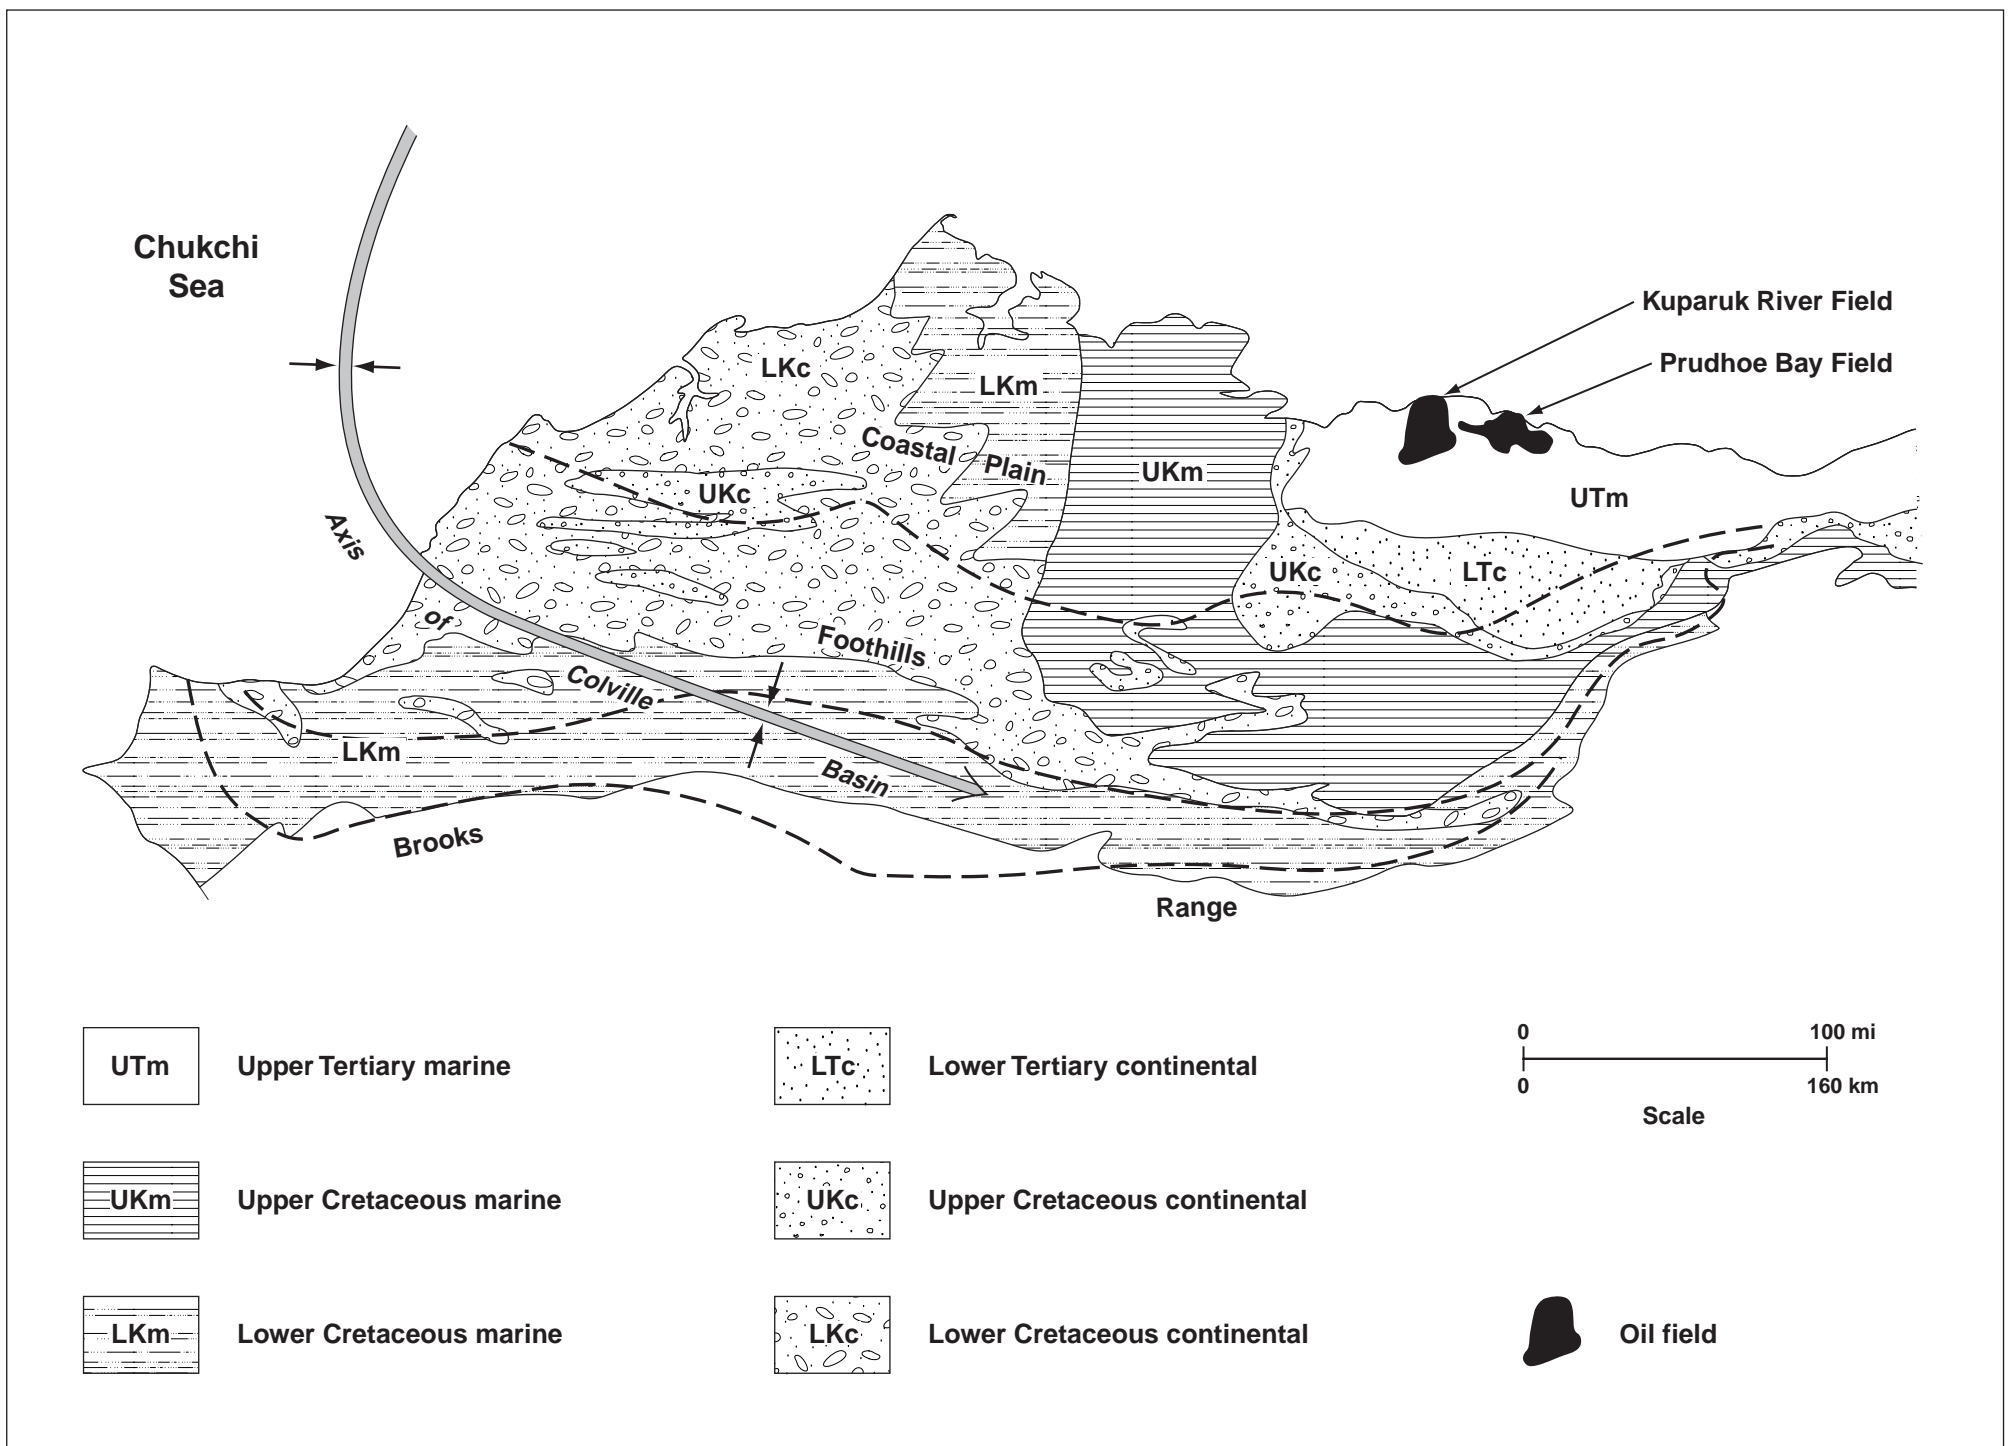 Chukchi
Sea
Kuparuk River Field
Prudhoe Bay Field
LKc
LKm
Coastal Plain
UKm
UKc
UTm
Axis of Colville Basin
UKc
LTc
Foothills
LKm
Brooks Range
UTm Upper Tertiary marine
UKm Upper Cretaceous marine
LKm Lower Cretaceous marine
LTc Lower Tertiary continental
UKc Upper Cretaceous continental
LKc Lower Cretaceous continental
0 100 mi
0 160 km
Scale
Oil field